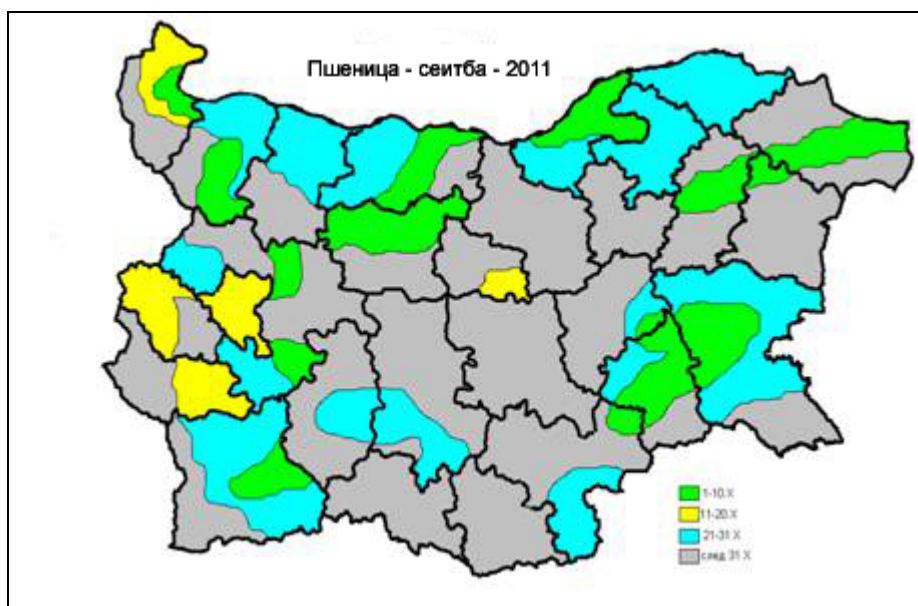 Пшеница - сеитба - 2011
1-10.X
11-20.X
21-31 X
след 31 X